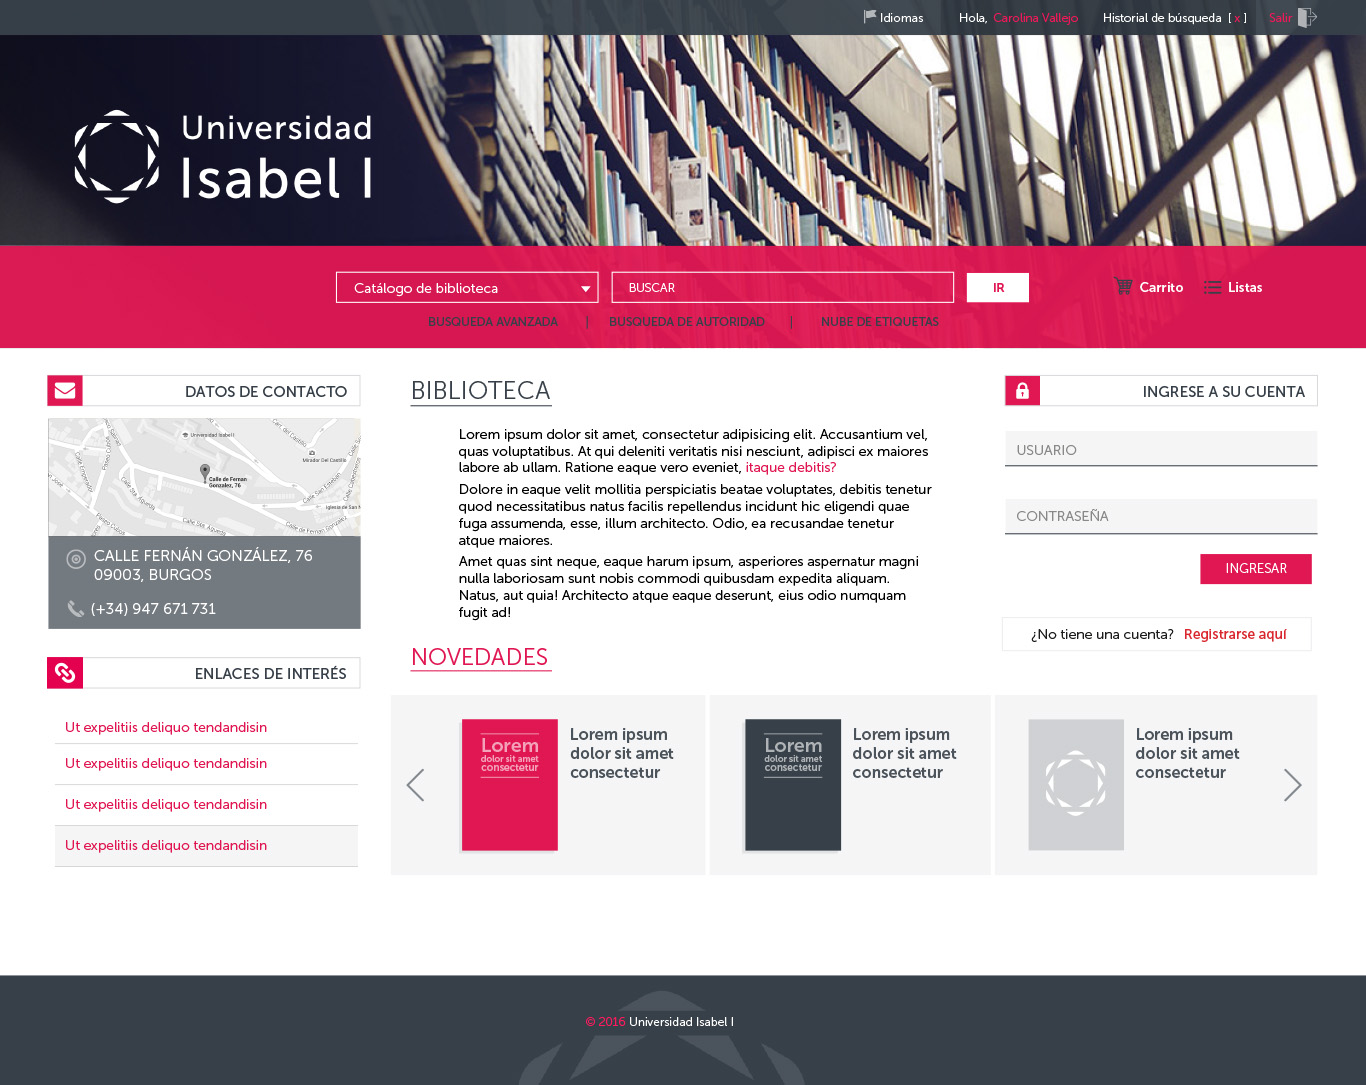 Idiomas
Hola, Carolina Vallejo
Historial de búsqueda [ x ]
Salir
Universidad
Isabel I
Catálogo de biblioteca
BUSCAR
IR
Carrito
Listas
BUSQUEDA AVANZADA | BUSQUEDA DE AUTORIDAD | NUBE DE ETIQUETAS
DATOS DE CONTACTO
Universidad Isabel I
Mirador Del Castillo
Calle de Fernan
Gonzalez, 76
CALLE FERNÁN GONZÁLEZ, 76
09003, BURGOS
(+34) 947 671 731
ENLACES DE INTERÉS
Ut expelitiis deliquo tendandisin
Ut expelitiis deliquo tendandisin
Ut expelitiis deliquo tendandisin
Ut expelitiis deliquo tendandisin
BIBLIOTECA
Lorem ipsum dolor sit amet, consectetur adipisicing elit. Accusantium vel,
quas voluptatibus. At qui deleniti veritatis nisi nesciunt, adipisci ex maiores
labore ab ullam. Ratione eaque vero eveniet, itaque debitis?
Dolore in eaque velit mollitia perspiciatis beatae voluptates, debitis tenetur
quod necessitatibus natus facilis repellendus incidunt hic eligendi quae
fuga assumenda, esse, illum architecto. Odio, ea recusandae tenetur
atque maiores.
Amet quas sint neque, eaque harum ipsum, asperiores aspernatur magni
nulla laboriosam sunt nobis commodi quibusdam expedita aliquam.
Natus, aut quia! Architecto atque eaque deserunt, eius odio numquam
fugit ad!
INGRESE A SU CUENTA
USUARIO
CONTRASEÑA
INGRESAR
¿No tiene una cuenta? Registrarse aquí
NOVEDADES
Lorem
dolor sit amet
consectetur
Lorem ipsum
dolor sit amet
consectetur
Lorem
dolor sit amet
consectetur
Lorem ipsum
dolor sit amet
consectetur
Lorem ipsum
dolor sit amet
consectetur
© 2016 Universidad Isabel I